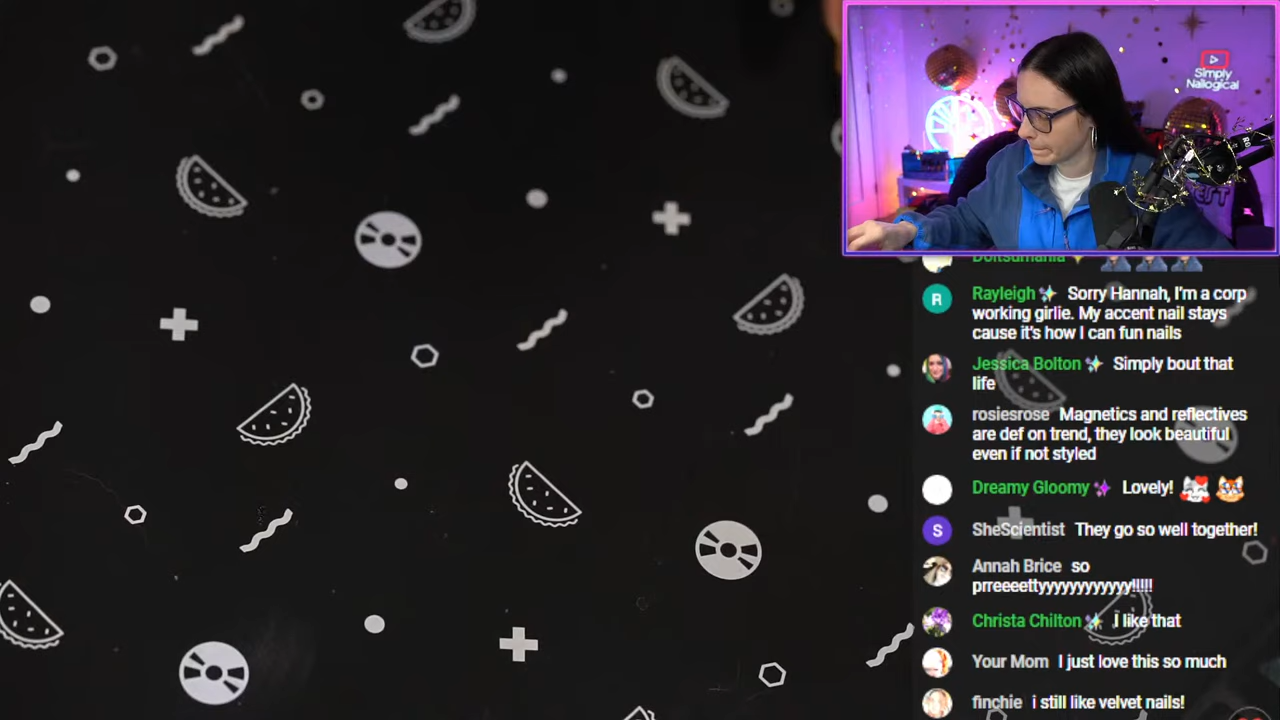 Simply
Nailogical
Doitsumania
Rayleigh Sorry Hannah, I'm a corp
working girlie. My accent nail stays
cause it's how I can fun nails
Jessica Bolton Simply bout that
life
rosiesrose Magnetics and reflectives
are def on trend, they look beautiful
even if not styled
Dreamy Gloomy Lovely!
SheScientist They go so well together!
Annah Brice so
prreeeettyyyyyyyyyyy!!!!!
Christa Chilton I like that
Your Mom I just love this so much
finchie i still like velvet nails!
R
S